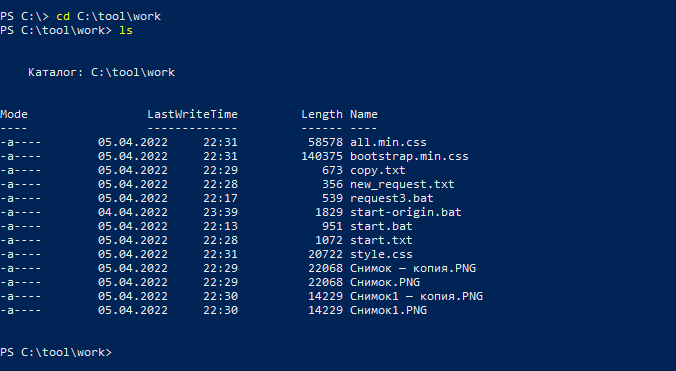 PS C:\> cd C:\tool\work
PS C:\tool\work> ls
Каталог: C:\tool\work
Mode LastWriteTime Length Name
---- ------------- ------ ----
-a---- 05.04.2022 22:31 58578 all.min.css
-a---- 05.04.2022 22:31 140375 bootstrap.min.css
-a---- 05.04.2022 22:29 673 copy.txt
-a---- 05.04.2022 22:28 356 new_request.txt
-a---- 05.04.2022 22:17 539 request3.bat
-a---- 04.04.2022 23:39 1829 start-origin.bat
-a---- 05.04.2022 22:13 951 start.bat
-a---- 05.04.2022 22:28 1072 start.txt
-a---- 05.04.2022 22:31 20722 style.css
-a---- 05.04.2022 22:29 22068 Снимок — копия.PNG
-a---- 05.04.2022 22:29 22068 Снимок.PNG
-a---- 05.04.2022 22:30 14229 Снимок1 — копия.PNG
-a---- 05.04.2022 22:30 14229 Снимок1.PNG
PS C:\tool\work>